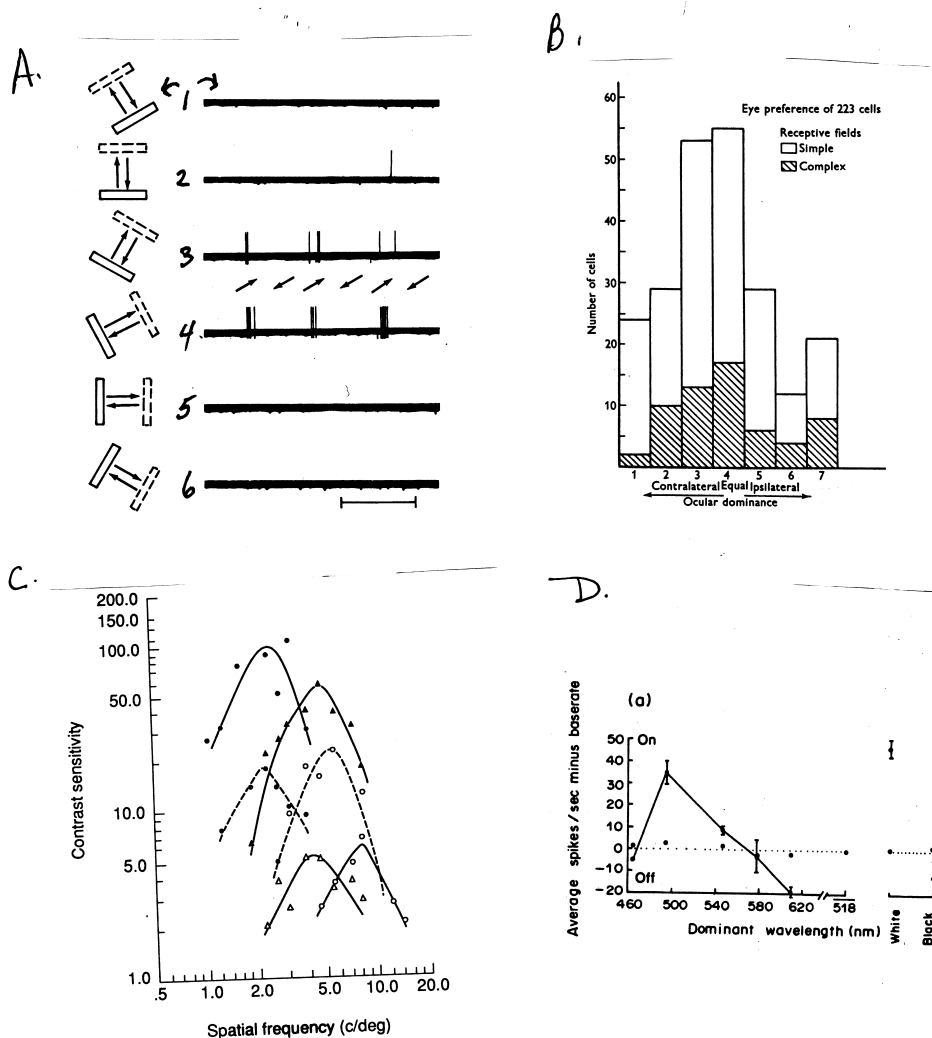 A.
1
2
3
4.
5
6
B.
60
50
40
30
20
10
Number of cells
Eye preference of 223 cells
Receptive fields
Simple
Complex
1 2 3 4 5 6 7
Contralateral Equal Ipsilateral
Ocular dominance
C.
200.0
150.0
100.0
50.0
10.0
5.0
1.0
Contrast sensitivity
.5 1.0 2.0 5.0 10.0 20.0
Spatial frequency (c/deg)
D.
(a)
Average spikes/sec minus baserate
50 On
40
30
20
10
0
-10
Off
-20
460 500 540 580 620 518
Dominant wavelength (nm)
White
Black